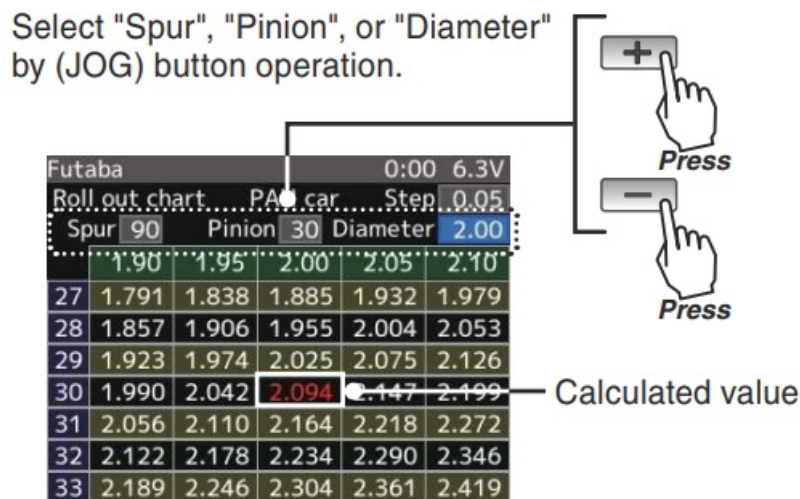 Select "Spur", "Pinion", or "Diameter"
by (JOG) button operation.
+
Press
Futaba 0:00 6.3V
Roll out chart PAN car Step 0.05
Spur 90 Pinion 30 Diameter 2.00
−
Press
1.90 1.95 2.00 2.05 2.10
27 1.791 1.838 1.885 1.932 1.979
28 1.857 1.906 1.955 2.004 2.053
29 1.923 1.974 2.025 2.075 2.126
30 1.990 2.042 2.094 2.147 2.199
Calculated value
31 2.056 2.110 2.164 2.218 2.272
32 2.122 2.178 2.234 2.290 2.346
33 2.189 2.246 2.304 2.361 2.419